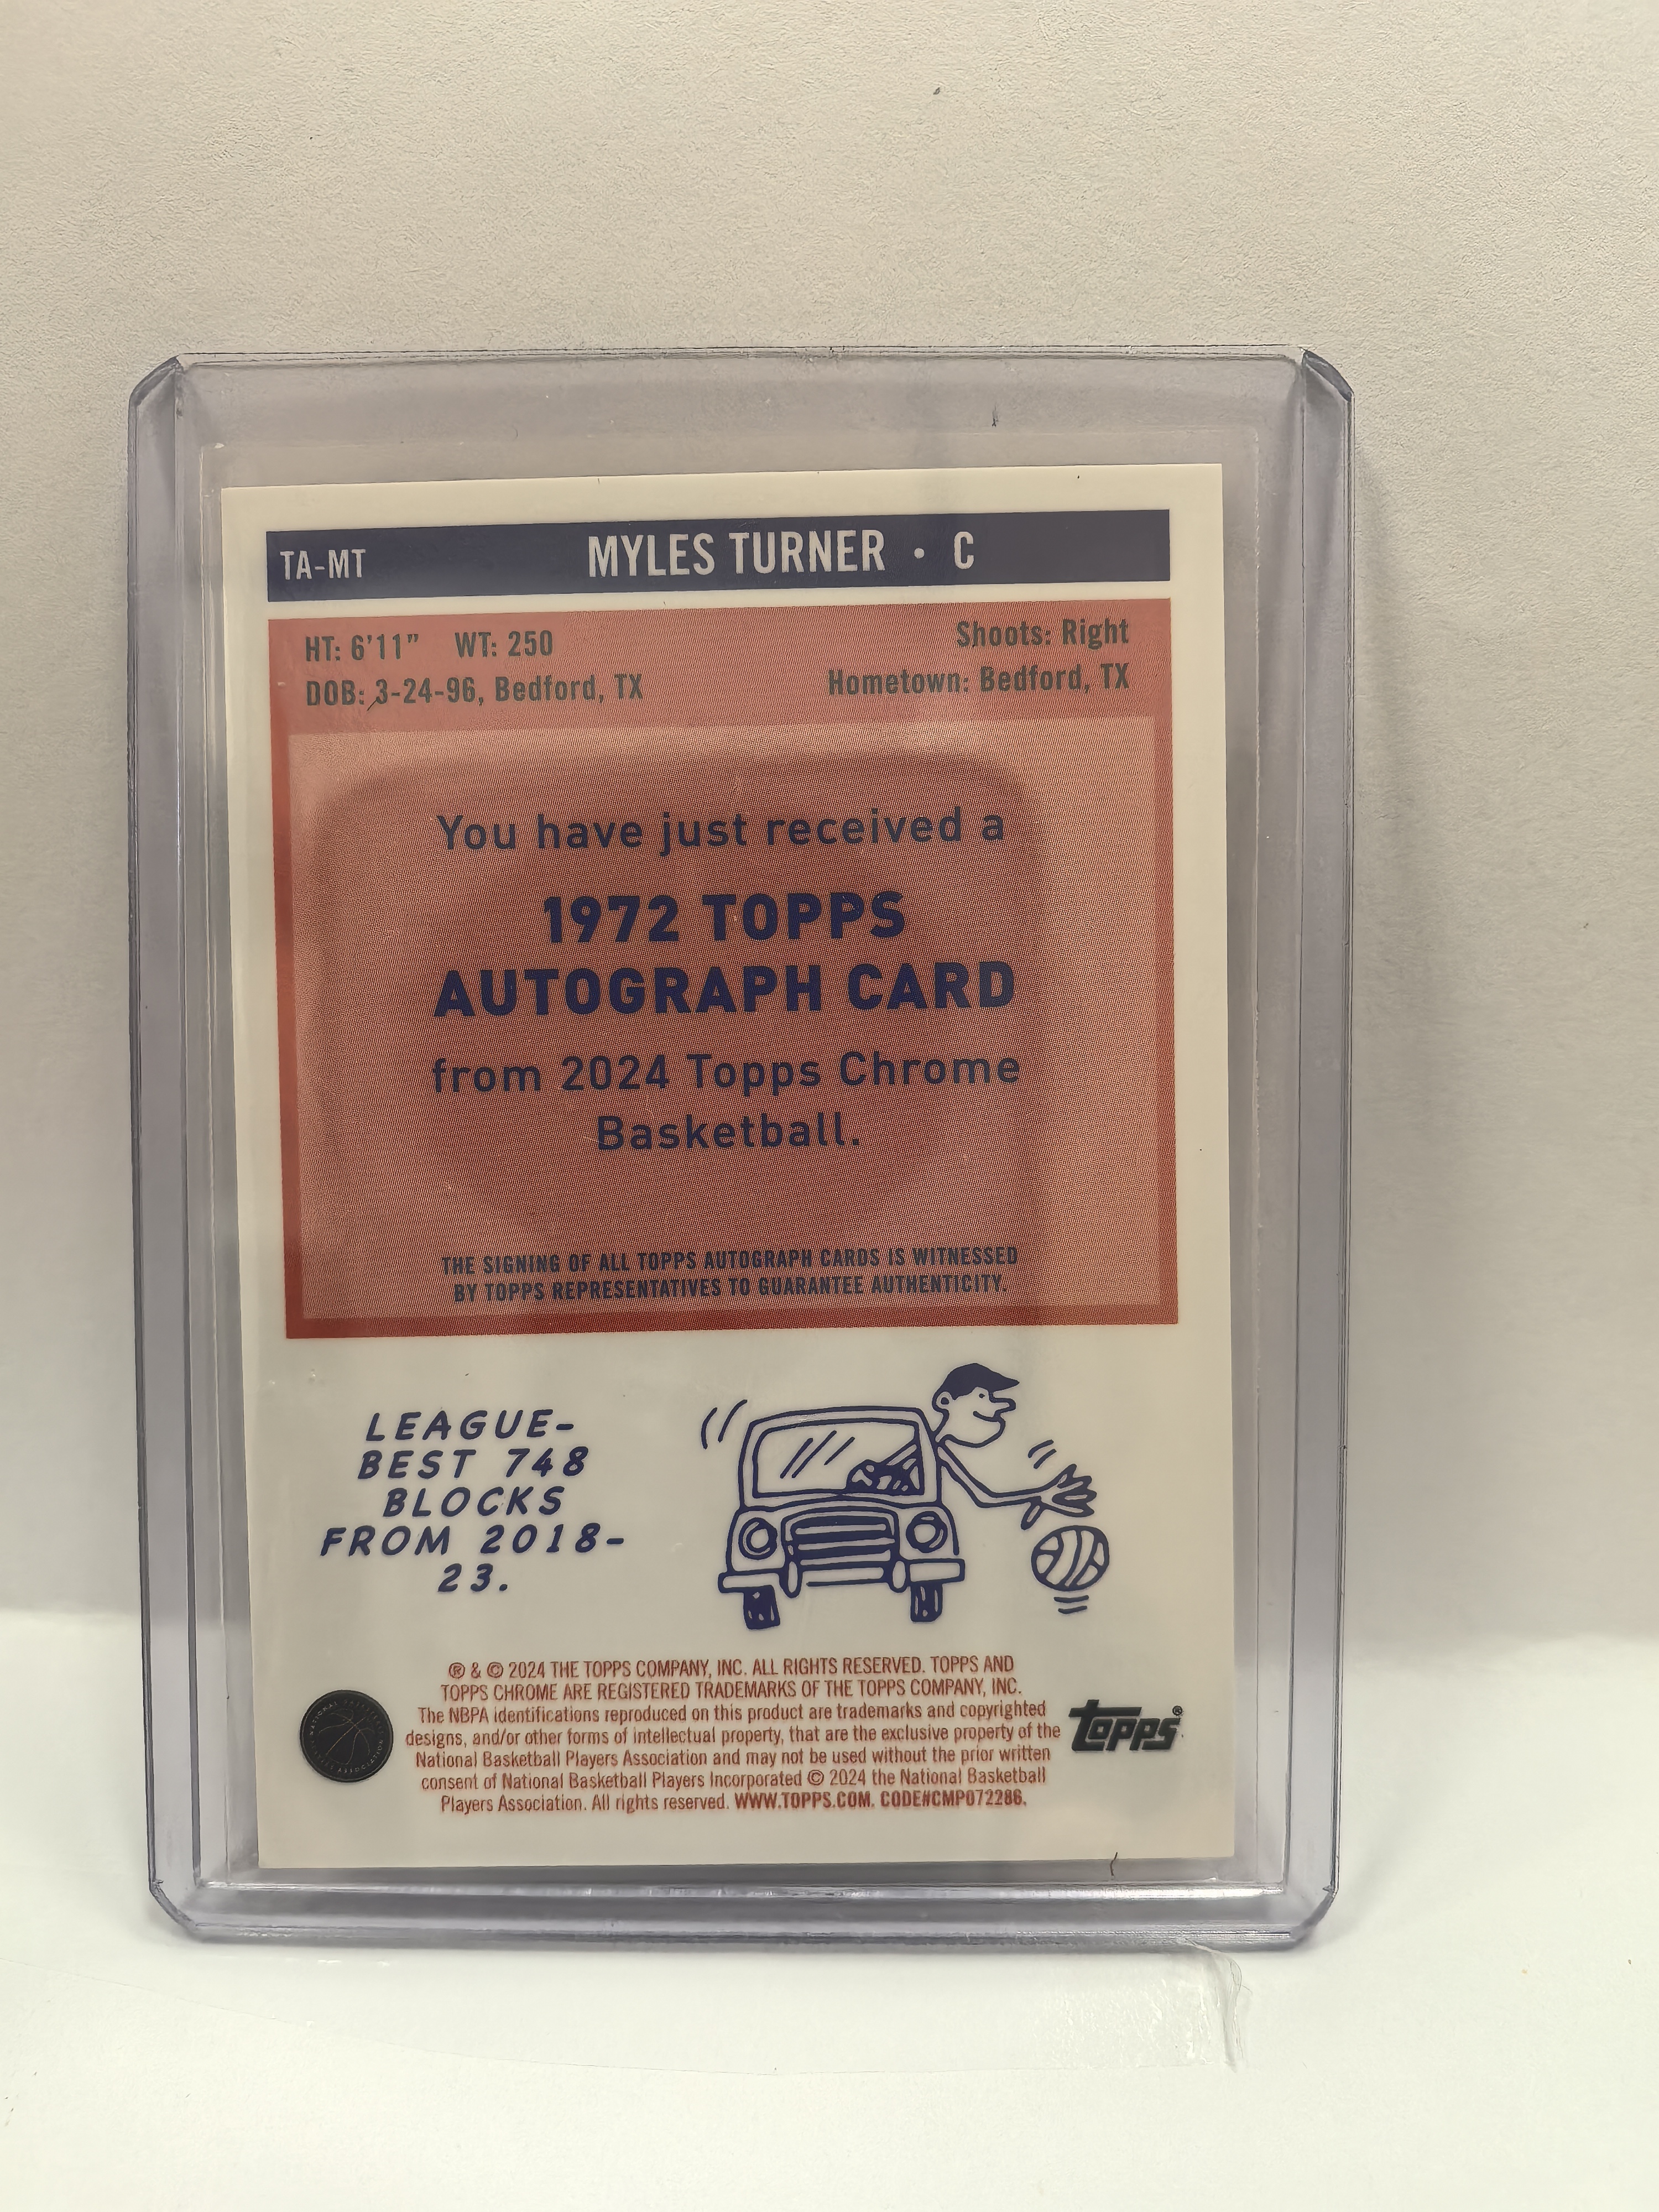 TA-MT MYLES TURNER · C
HT: 6'11" WT: 250 Shoots: Right
DOB: 3-24-96, Bedford, TX Hometown: Bedford, TX
You have just received a
1972 TOPPS
AUTOGRAPH CARD
from 2024 Topps Chrome
Basketball.
THE SIGNING OF ALL TOPPS AUTOGRAPH CARDS IS WITNESSED
BY TOPPS REPRESENTATIVES TO GUARANTEE AUTHENTICITY.
LEAGUE-
BEST 748
BLOCKS
FROM 2018-
23.
® & © 2024 THE TOPPS COMPANY, INC. ALL RIGHTS RESERVED. TOPPS AND
TOPPS CHROME ARE REGISTERED TRADEMARKS OF THE TOPPS COMPANY, INC.
The NBPA identifications reproduced on this product are trademarks and copyrighted
designs, and/or other forms of intellectual property, that are the exclusive property of the
National Basketball Players Association and may not be used without the prior written
consent of National Basketball Players Incorporated © 2024 the National Basketball
Players Association. All rights reserved. WWW.TOPPS.COM. CODE#CMP072286.
topps®